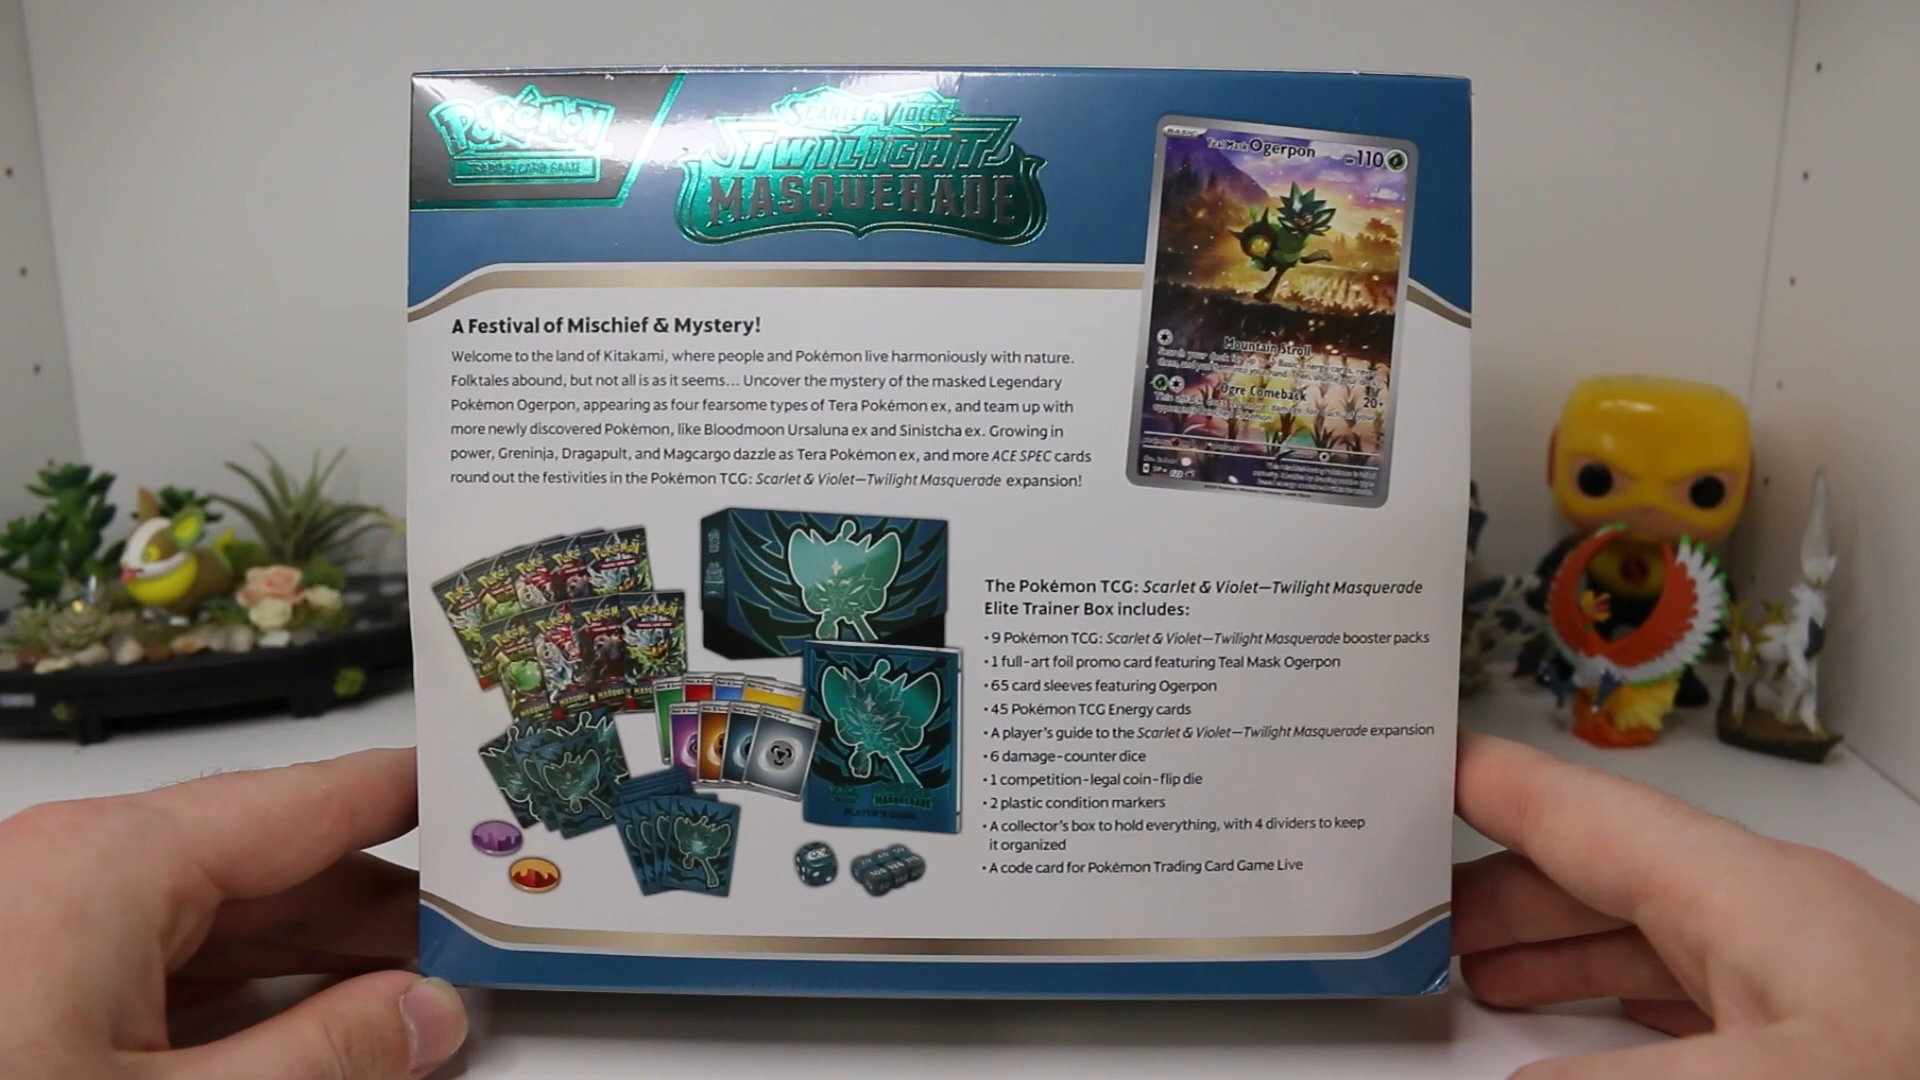 Pokémon
TRADING CARD GAME
SCARLET & VIOLET
TWILIGHT
MASQUERADE
BASIC
Teal Mask Ogerpon
110
Mountain Stroll
Ogre Comeback
20+
A Festival of Mischief & Mystery!
Welcome to the land of Kitakami, where people and Pokémon live harmoniously with nature.
Folktales abound, but not all is as it seems... Uncover the mystery of the masked Legendary
Pokémon Ogerpon, appearing as four fearsome types of Tera Pokémon ex, and team up with
more newly discovered Pokémon, like Bloodmoon Ursaluna ex and Sinistcha ex. Growing in
power, Greninja, Dragapult, and Magcargo dazzle as Tera Pokémon ex, and more ACE SPEC cards
round out the festivities in the Pokémon TCG: Scarlet & Violet—Twilight Masquerade expansion!
The Pokémon TCG: Scarlet & Violet—Twilight Masquerade
Elite Trainer Box includes:
• 9 Pokémon TCG: Scarlet & Violet—Twilight Masquerade booster packs
• 1 full-art foil promo card featuring Teal Mask Ogerpon
• 65 card sleeves featuring Ogerpon
• 45 Pokémon TCG Energy cards
• A player's guide to the Scarlet & Violet—Twilight Masquerade expansion
• 6 damage-counter dice
• 1 competition-legal coin-flip die
• 2 plastic condition markers
• A collector's box to hold everything, with 4 dividers to keep
it organized
• A code card for Pokémon Trading Card Game Live
MASQUERADE
PLAYER'S GUIDE